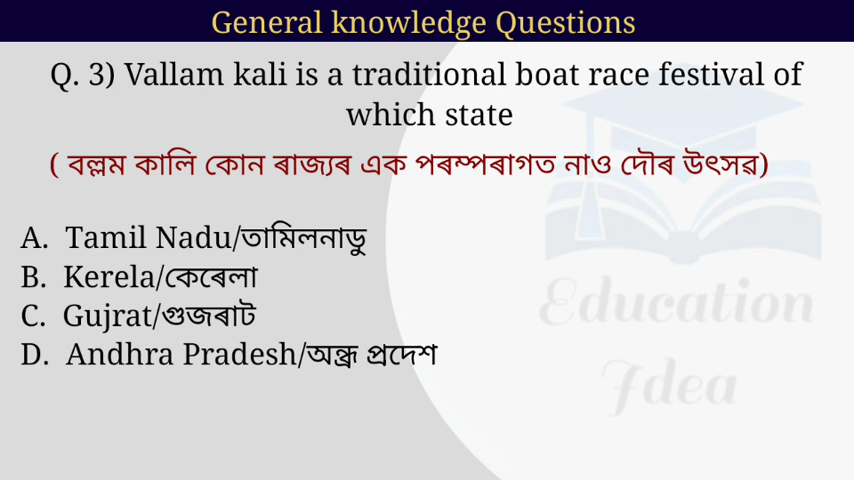 General knowledge Questions
Q. 3) Vallam kali is a traditional boat race festival of
which state
( বল্লম কালি কোন ৰাজ্যৰ এক পৰম্পৰাগত নাও দৌৰ উৎসৱ)
A. Tamil Nadu/তামিলনাডু
B. Kerela/কেৰেলা
C. Gujrat/গুজৰাট
D. Andhra Pradesh/অন্ধ্ৰ প্ৰদেশ
Education
Idea